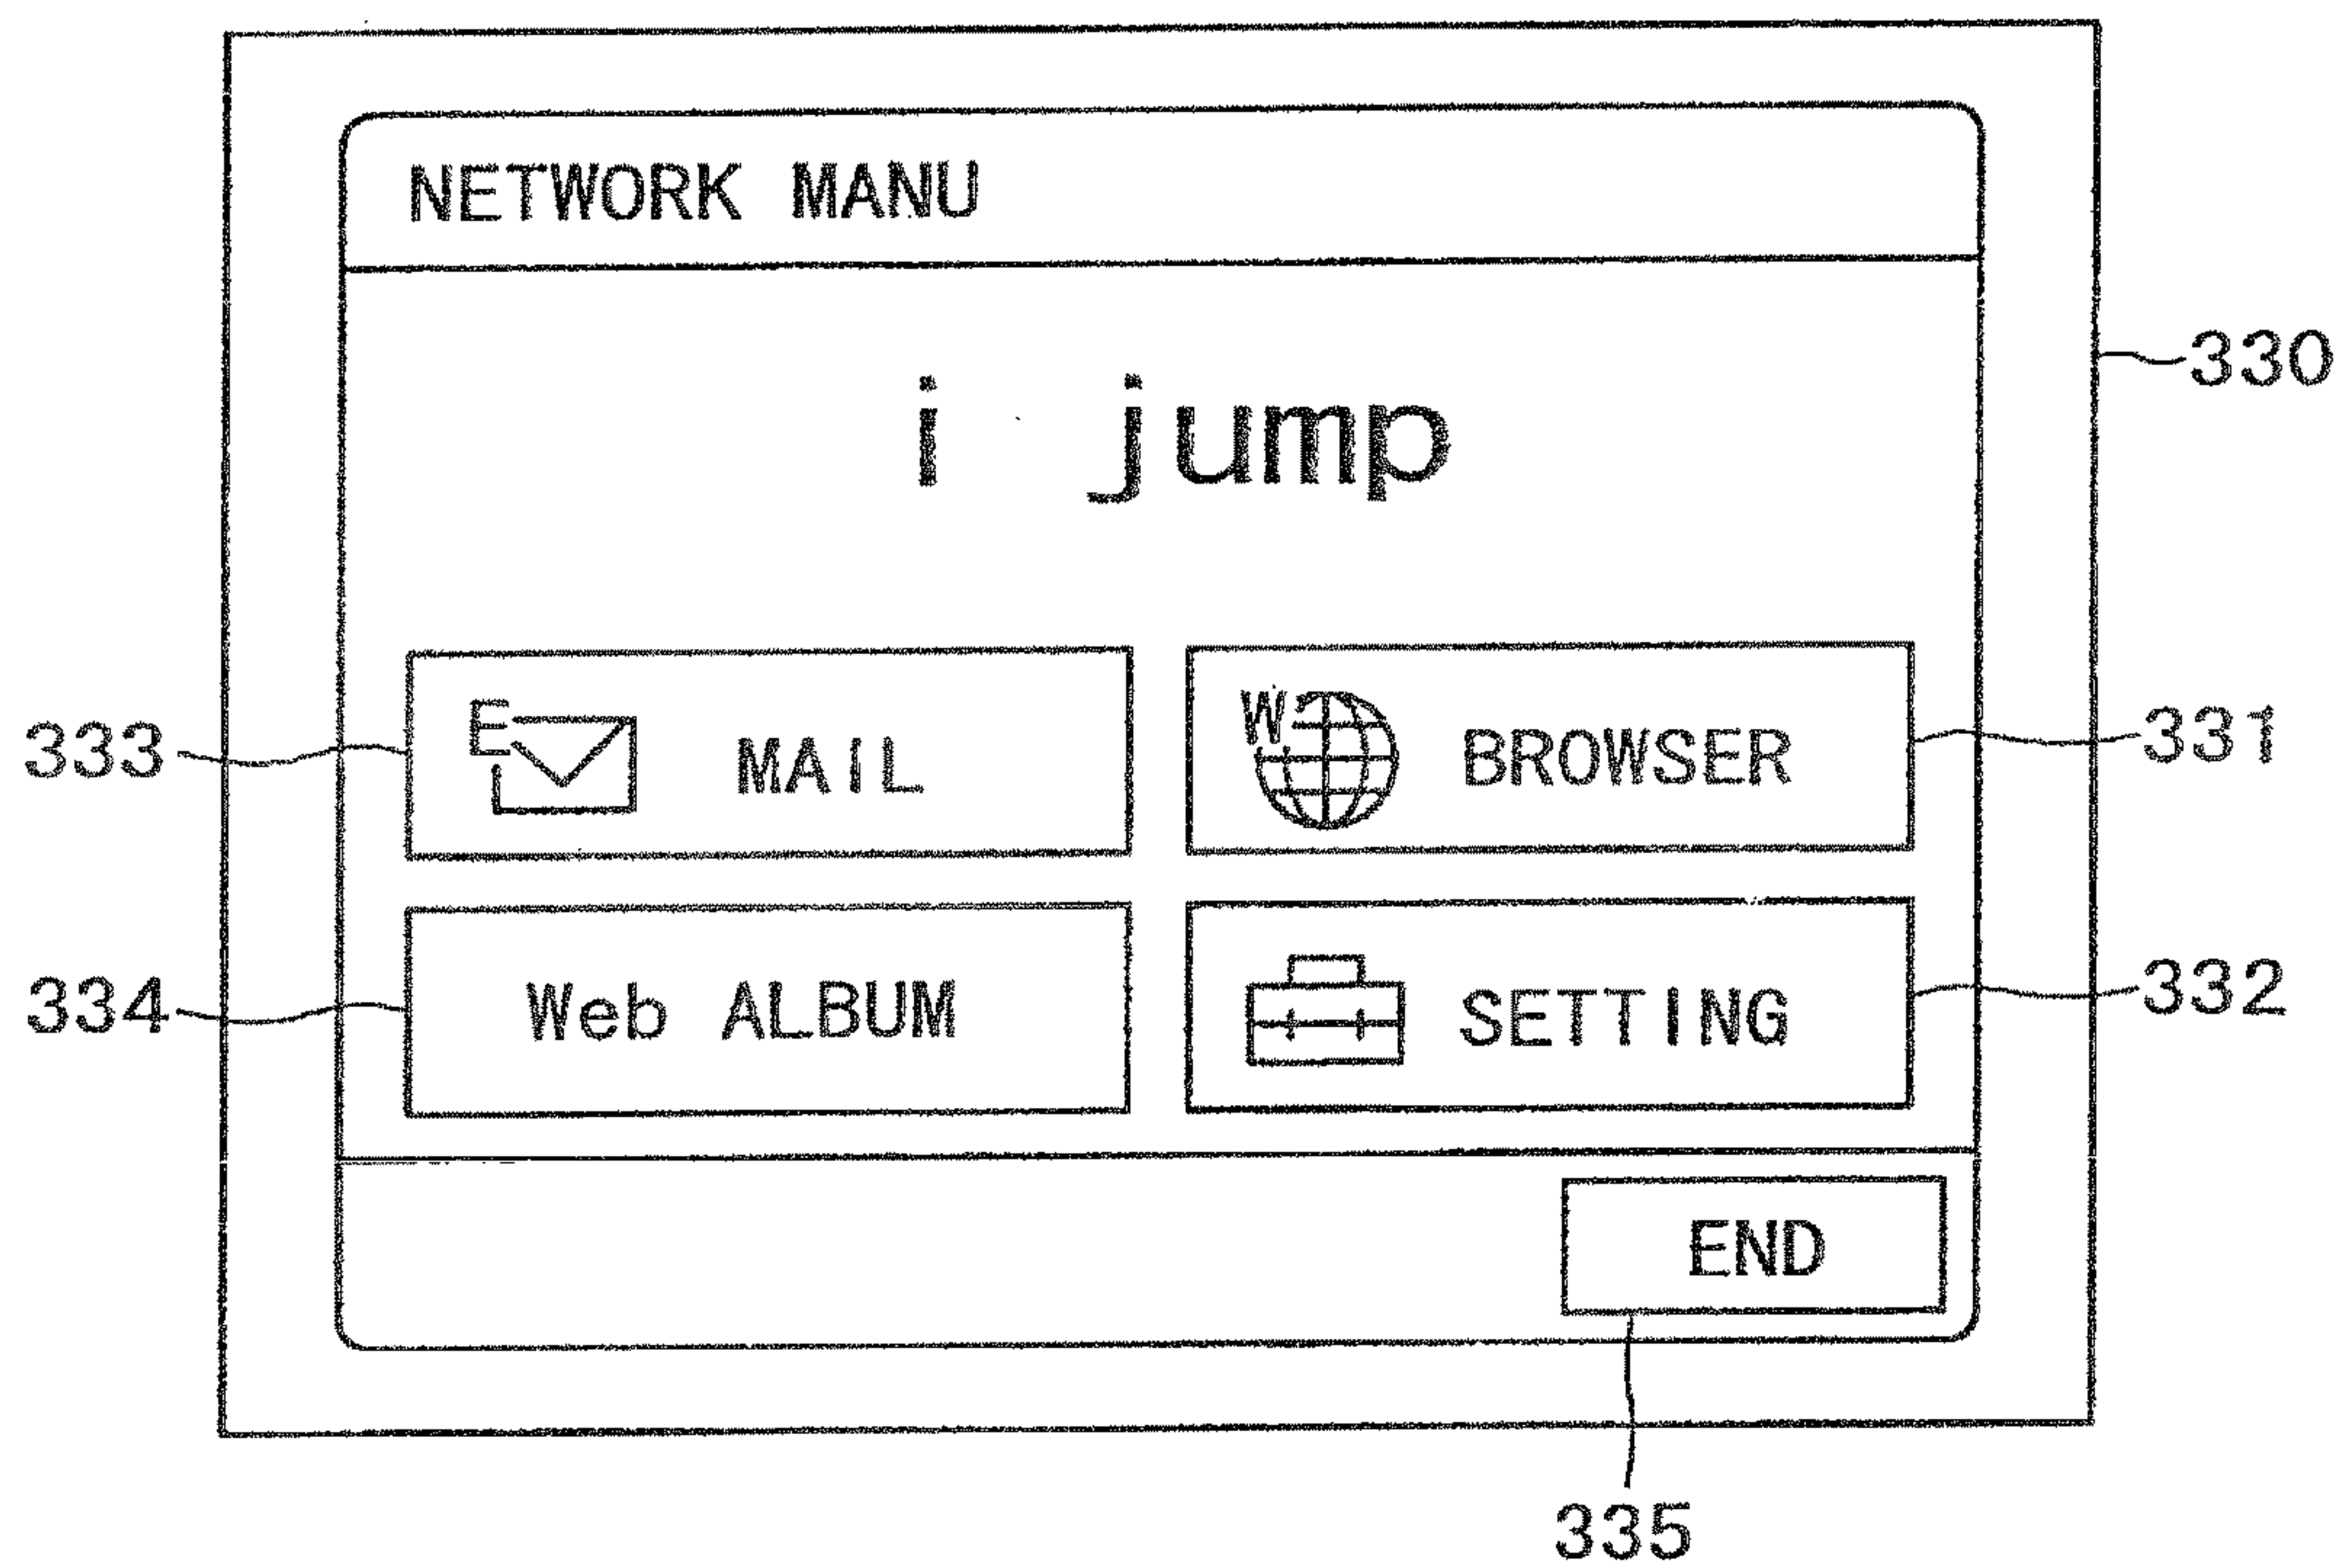 NETWORK MANU
i jump
330
333 E MAIL W BROWSER 331
334 Web ALBUM SETTING 332
END
335